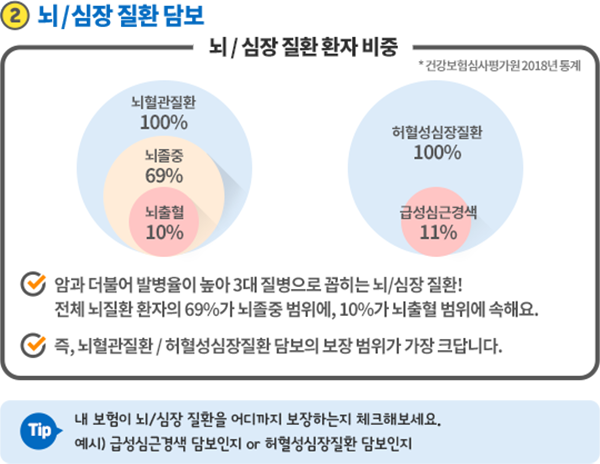 2 뇌 / 심장 질환 담보
뇌 / 심장 질환 환자 비중
* 건강보험심사평가원 2018년 통계
뇌혈관질환
100%
뇌졸중
69%
뇌출혈
10%
허혈성심장질환
100%
급성심근경색
11%
암과 더불어 발병율이 높아 3대 질병으로 꼽히는 뇌/심장 질환!
전체 뇌질환 환자의 69%가 뇌졸중 범위에, 10%가 뇌출혈 범위에 속해요.
즉, 뇌혈관질환 / 허혈성심장질환 담보의 보장 범위가 가장 크답니다.
Tip
내 보험이 뇌/심장 질환을 어디까지 보장하는지 체크해보세요.
예시) 급성심근경색 담보인지 or 허혈성심장질환 담보인지